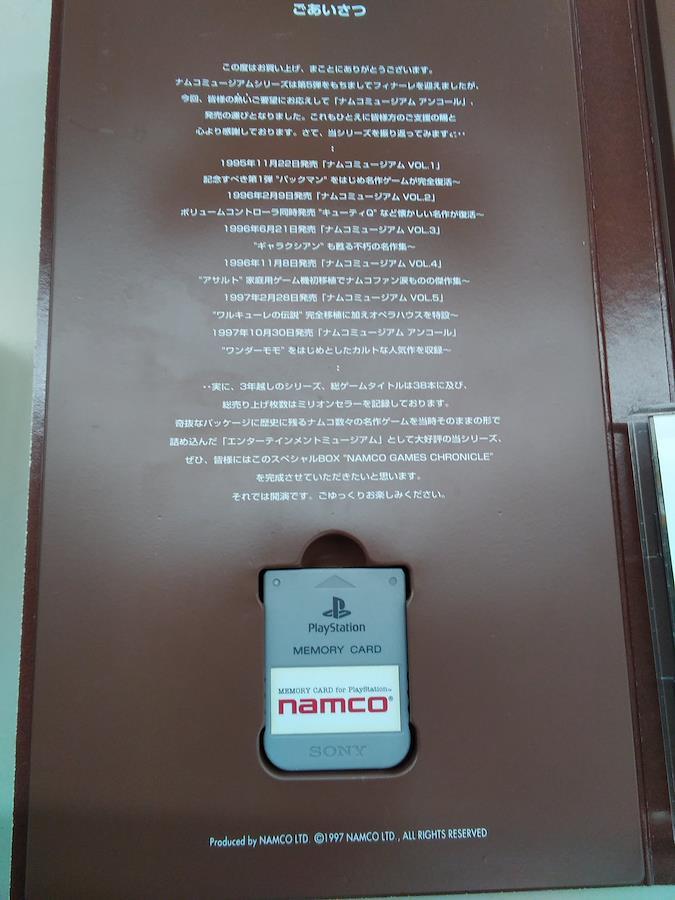 ごあいさつ
この度はお買い上げ、まことにありがとうございます。
ナムコミュージアムシリーズは第5弾をもちましてフィナーレを迎えましたが、
今回、皆様の熱いご要望にお応えして「ナムコミュージアム アンコール」、
発売の運びとなりました。これもひとえに皆様方のご支援の賜と
心より感謝しております。さて、当シリーズを振り返ってみますと‥
：
1995年11月22日発売「ナムコミュージアム VOL.1」
記念すべき第1弾 "パックマン" をはじめ名作ゲームが完全復活～
1996年2月9日発売「ナムコミュージアム VOL.2」
ボリュームコントローラ同時発売 "キューティQ" など懐かしい名作が復活～
1996年6月21日発売「ナムコミュージアム VOL.3」
"ギャラクシアン" も甦る不朽の名作集～
1996年11月8日発売「ナムコミュージアム VOL.4」
"アサルト" 家庭用ゲーム機初移植でナムコファン涙ものの傑作集～
1997年2月28日発売「ナムコミュージアム VOL.5」
"ワルキューレの伝説" 完全移植に加えオペラハウスを特設～
1997年10月30日発売「ナムコミュージアム アンコール」
"ワンダーモモ" をはじめとしたカルトな人気作を収録～
：
‥実に、3年越しのシリーズ、総ゲームタイトルは38本に及び、
総売り上げ枚数はミリオンセラーを記録しております。
奇抜なパッケージに歴史に残るナムコ数々の名作ゲームを当時そのままの形で
詰め込んだ「エンターテインメントミュージアム」として大好評の当シリーズ、
ぜひ、皆様にはこのスペシャルBOX "NAMCO GAMES CHRONICLE"
を完成させていただきたいと思います。
それでは開演です。ごゆっくりお楽しみください。
PlayStation
MEMORY CARD
MEMORY CARD for PlayStation™
namco®
SONY
Produced by NAMCO LTD. ©1997 NAMCO LTD., ALL RIGHTS RESERVED